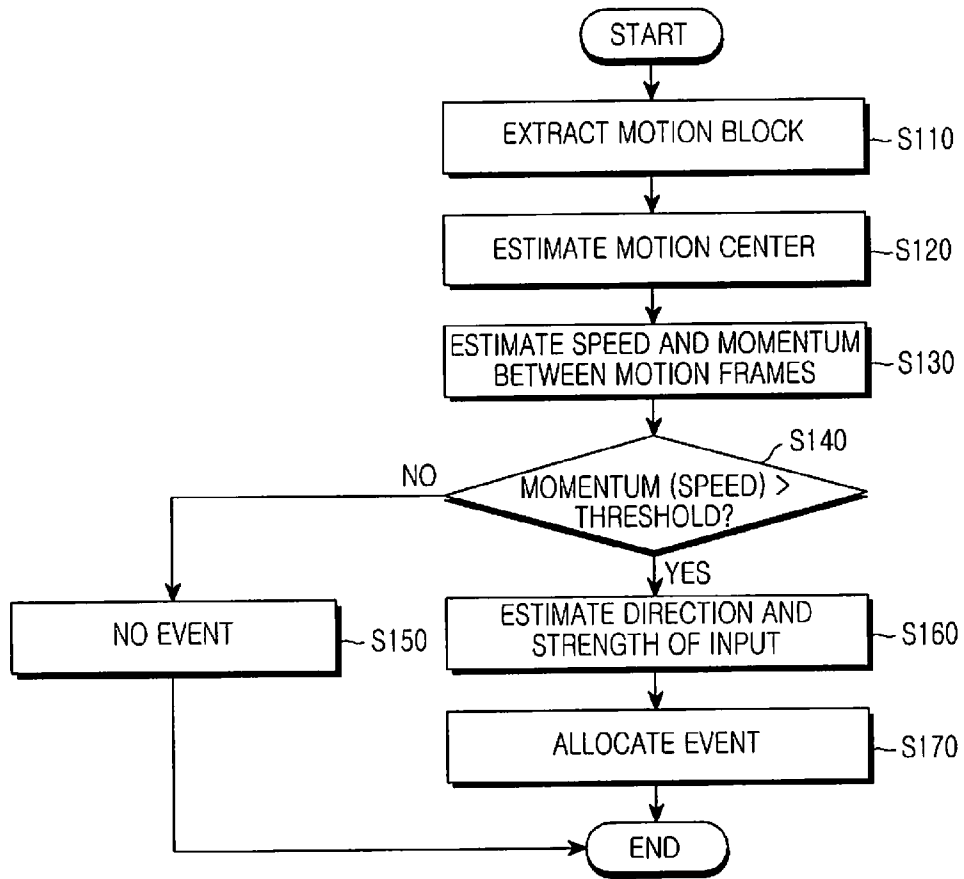 START
EXTRACT MOTION BLOCK
S110
ESTIMATE MOTION CENTER
S120
ESTIMATE SPEED AND MOMENTUM
BETWEEN MOTION FRAMES
S130
S140
MOMENTUM (SPEED) >
THRESHOLD?
NO
YES
NO EVENT
S150
ESTIMATE DIRECTION AND
STRENGTH OF INPUT
S160
ALLOCATE EVENT
S170
END